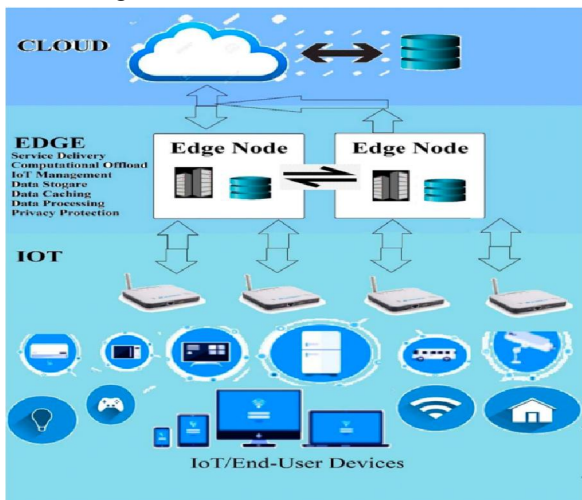 CLOUD
EDGE
Service Delivery
Computational Offload
IoT Management
Data Stogare
Data Caching
Data Processing
Privacy Protection
Edge Node
Edge Node
IOT
IoT/End-User Devices